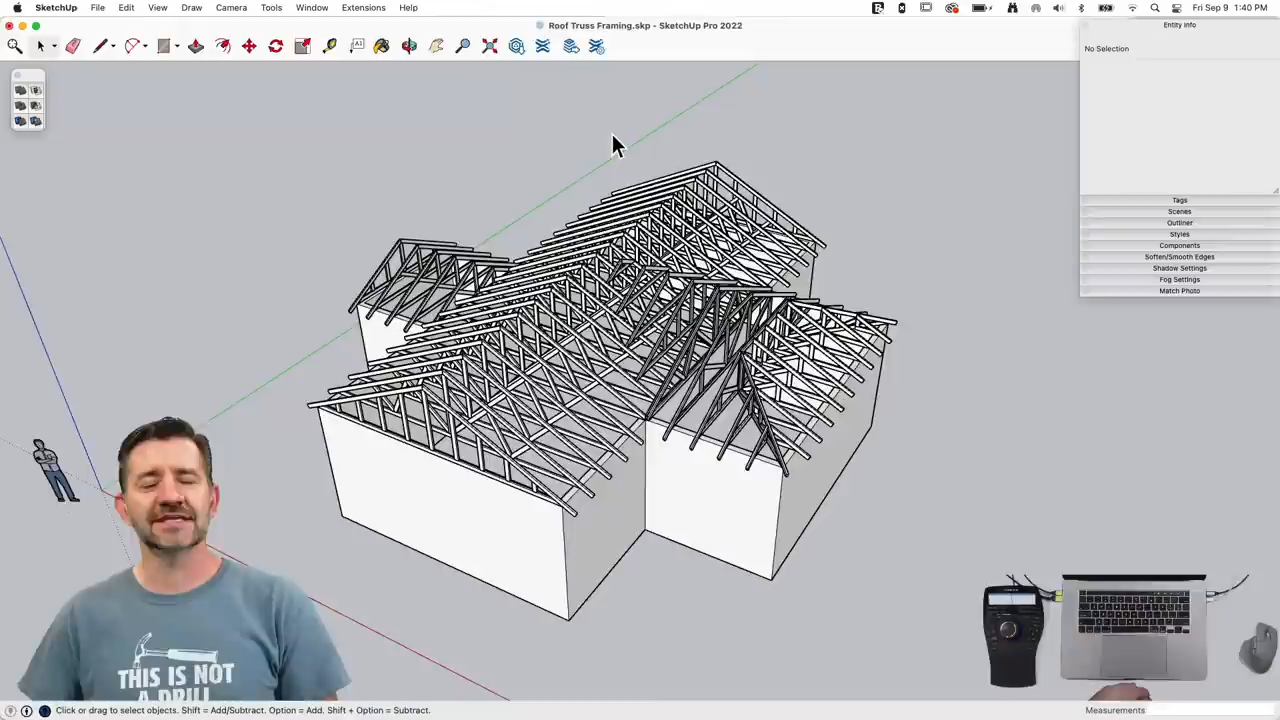 SketchUp File Edit View Draw Camera Tools Window Extensions Help
Fri Sep 9 1:40 PM
Roof Truss Framing.skp - SketchUp Pro 2022
Entity Info
No Selection
Tags
Scenes
Outliner
Styles
Components
Soften/Smooth Edges
Shadow Settings
Fog Settings
Match Photo
THIS IS NOT
A DRILL
Click or drag to select objects. Shift = Add/Subtract. Option = Add. Shift + Option = Subtract.
Measurements